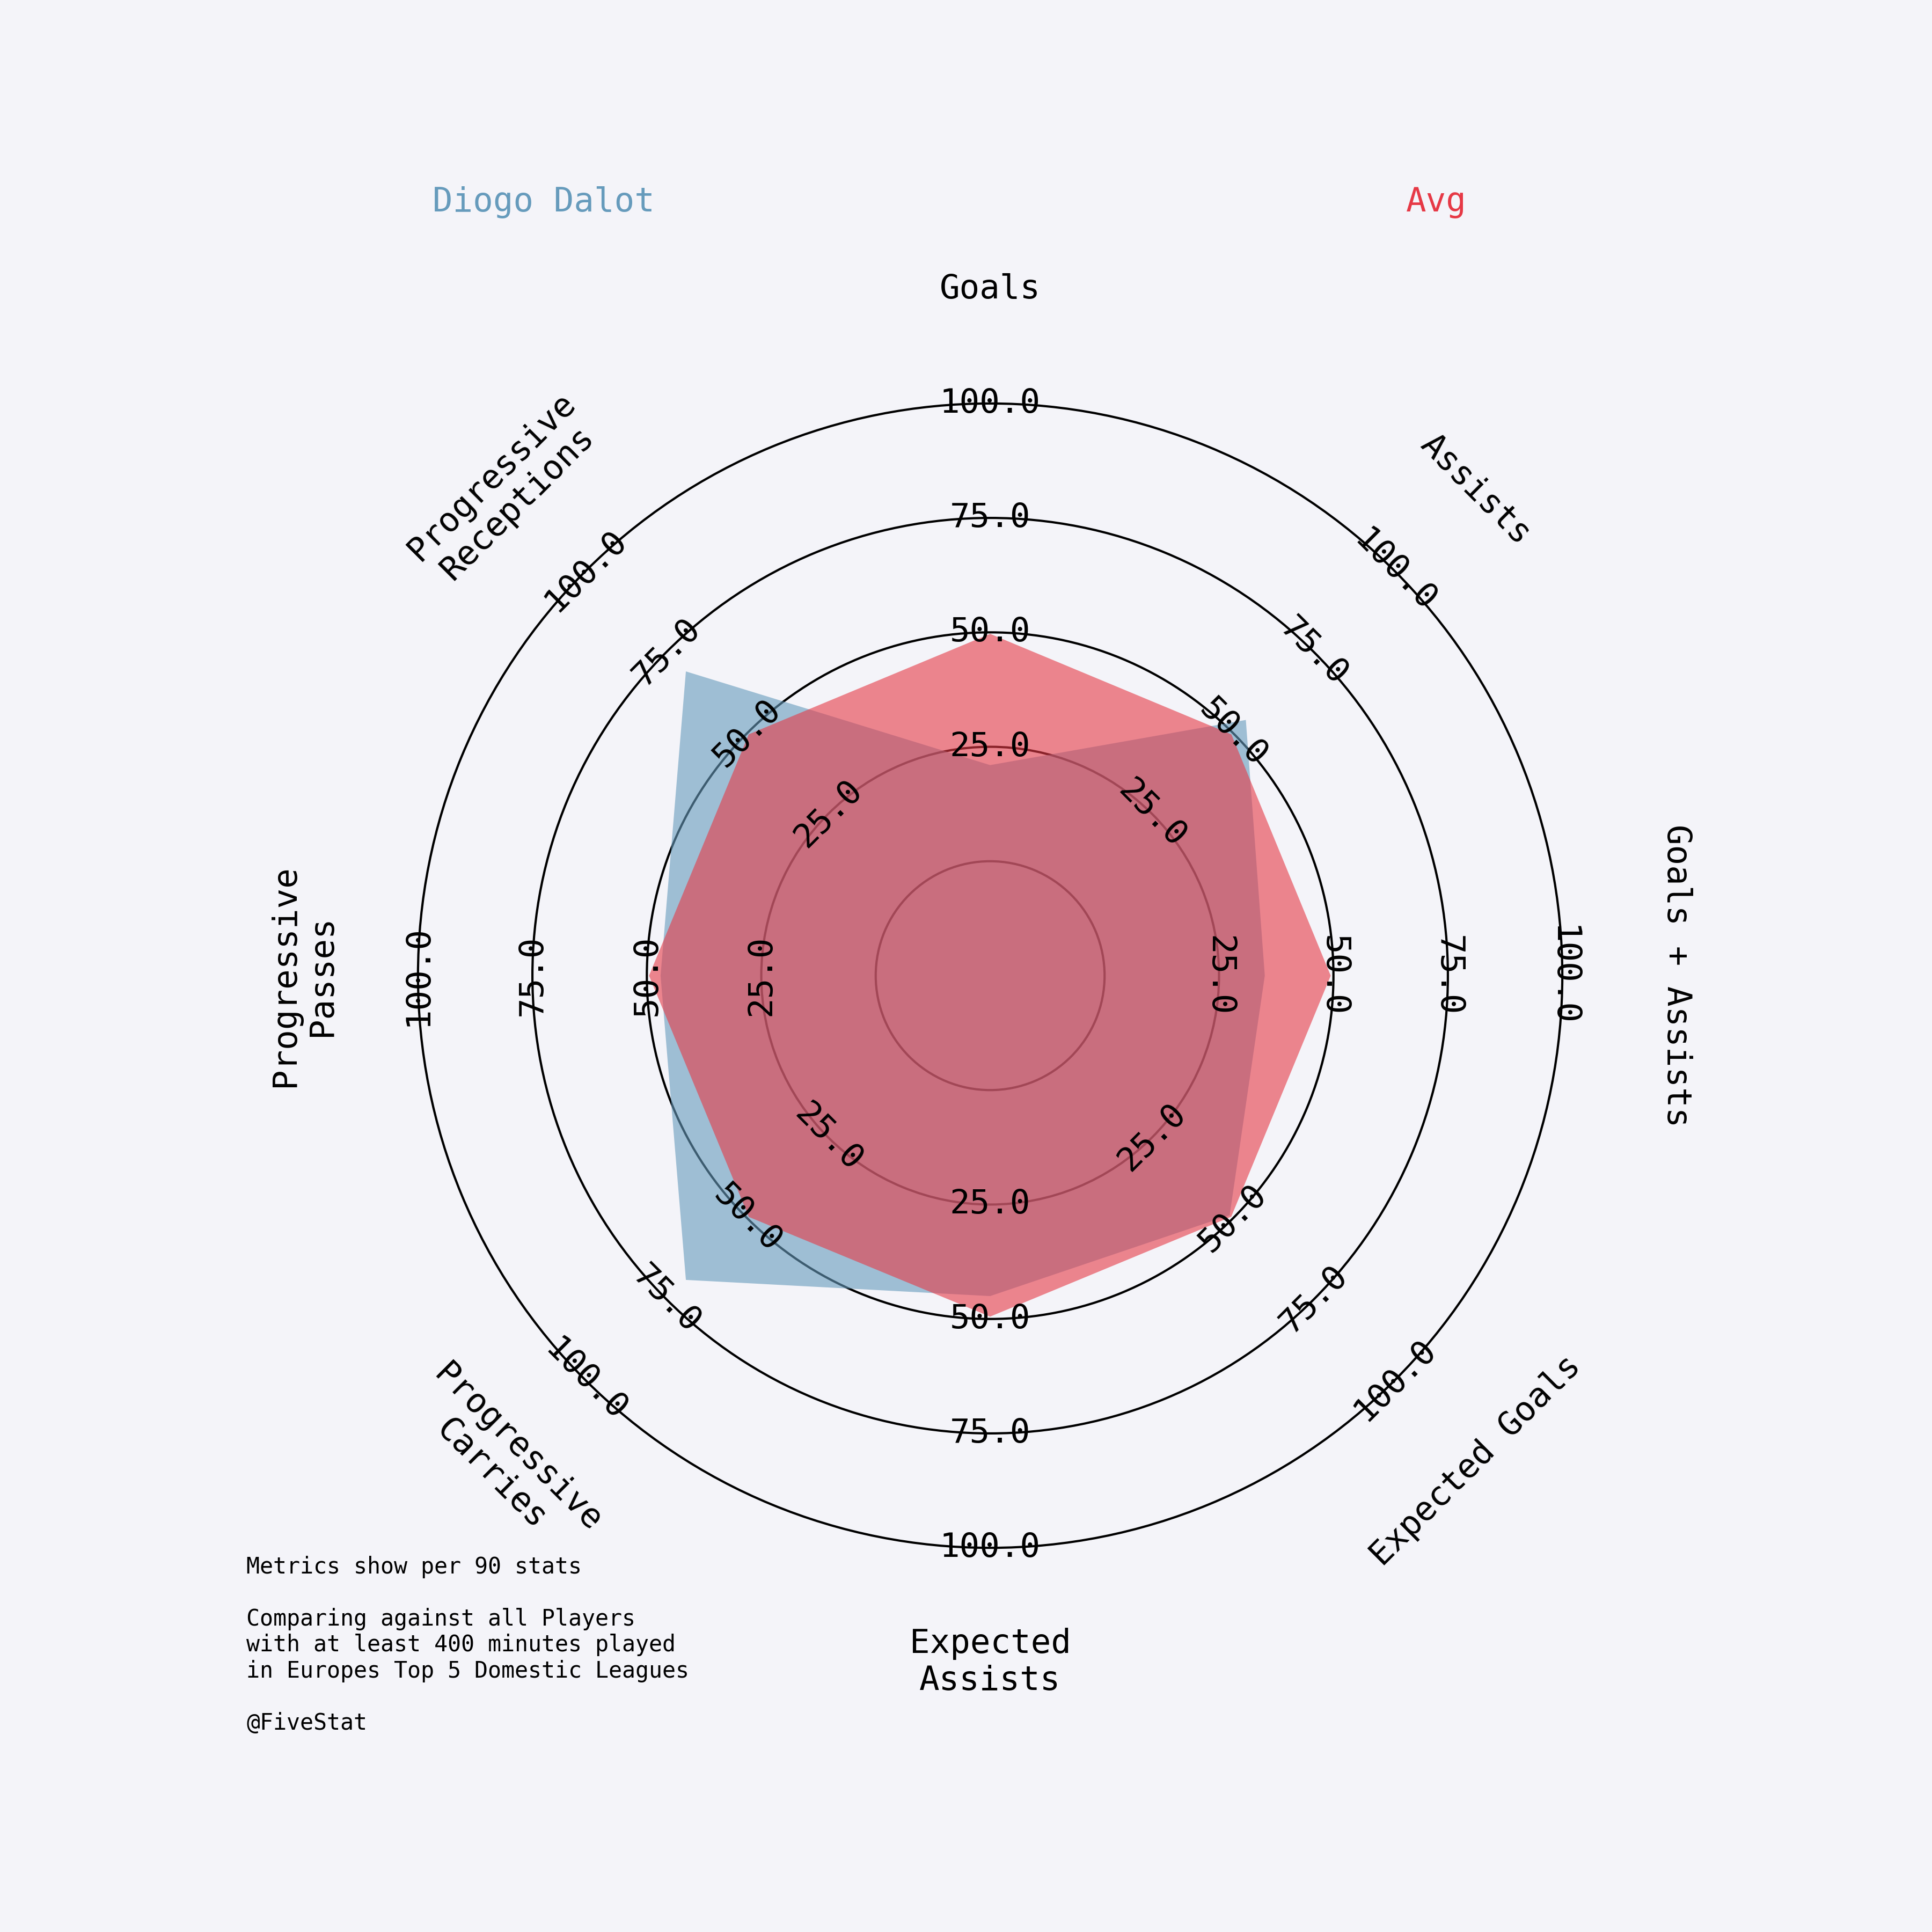 Diogo Dalot
Avg
Goals
Progressive
Receptions
Assists
100.0
100.0
100.0
75.0
75.0
75.0
50.0
50.0
50.0
25.0
25.0
25.0
Progressive
Passes
100.0
75.0
50.0
25.0
25.0
50.0
75.0
100.0
Goals + Assists
25.0
25.0
25.0
50.0
50.0
50.0
75.0
75.0
75.0
100.0
100.0
100.0
Progressive
Carries
Expected Goals
Expected
Assists
Metrics show per 90 stats
Comparing against all Players
with at least 400 minutes played
in Europes Top 5 Domestic Leagues
@FiveStat